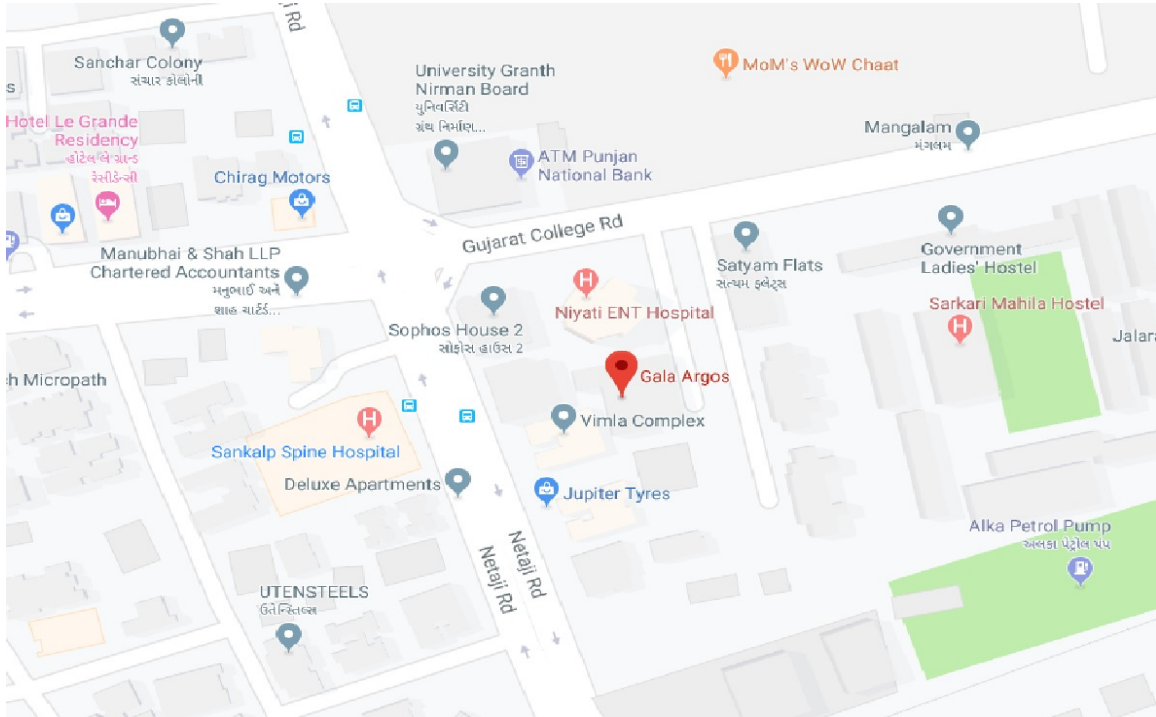 ji Rd
Sanchar Colony
સંચાર કોલોની
s
University Granth
Nirman Board
યુનિવર્સિટી
ગ્રંથ નિર્માણ...
MoM's WoW Chaat
Hotel Le Grande
Residency
હોટેલ લે ગ્રાન્ડ
રેસીડેન્સી
Mangalam
મંગલમ
ATM Punjan
National Bank
Chirag Motors
Gujarat College Rd
Manubhai & Shah LLP
Chartered Accountants
મનુભાઈ અને
શાહ ચાર્ટર્ડ...
Satyam Flats
સત્યમ ફ્લેટ્સ
Government
Ladies' Hostel
Niyati ENT Hospital
Sarkari Mahila Hostel
Sophos House 2
સોફોસ હાઉસ 2
Jalara
h Micropath
Gala Argos
Vimla Complex
Sankalp Spine Hospital
Deluxe Apartments
Jupiter Tyres
Alka Petrol Pump
અલકા પેટ્રોલ પંપ
Netaji Rd
Netaji Rd
UTENSTEELS
ઉતેન્સ્તિલ્સ